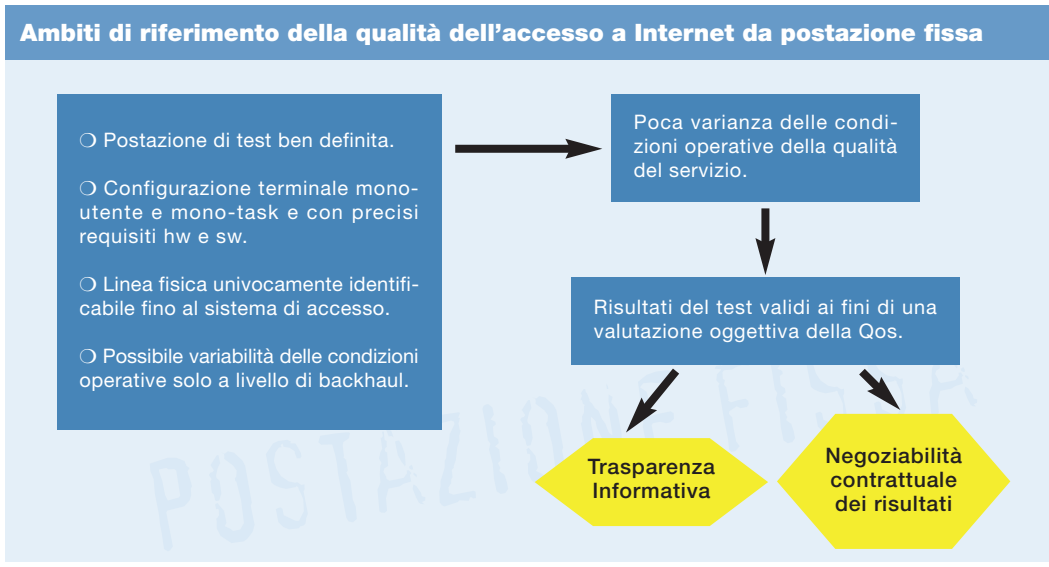 Ambiti di riferimento della qualità dell’accesso a Internet da postazione fissa
❍ Postazione di test ben definita.
❍ Configurazione terminale mono-
utente e mono-task e con precisi
requisiti hw e sw.
❍ Linea fisica univocamente identifi-
cabile fino al sistema di accesso.
❍ Possibile variabilità delle condizioni
operative solo a livello di backhaul.
Poca varianza delle condi-
zioni operative della qualità
del servizio.
Risultati del test validi ai fini di una
valutazione oggettiva della Qos.
Trasparenza
Informativa
Negoziabilità
contrattuale
dei risultati
POSTAZIONE FISSA